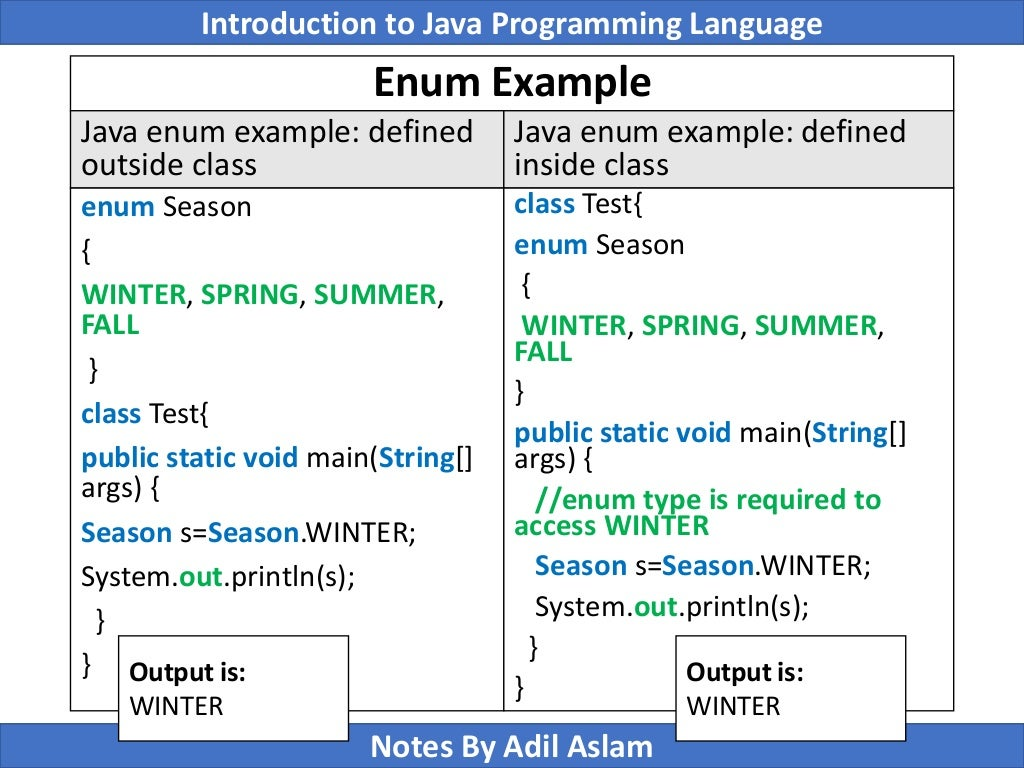 Introduction to Java Programming Language
Enum Example
Java enum example: defined
outside class
enum Season
{
WINTER, SPRING, SUMMER,
FALL
}
class Test{
public static void main(String[]
args) {
Season s=Season.WINTER;
System.out.println(s);
}
}
Output is:
WINTER
Java enum example: defined
inside class
class Test{
enum Season
{
WINTER, SPRING, SUMMER,
FALL
}
public static void main(String[]
args) {
//enum type is required to
access WINTER
Season s=Season.WINTER;
System.out.println(s);
}
}
Output is:
WINTER
Notes By Adil Aslam